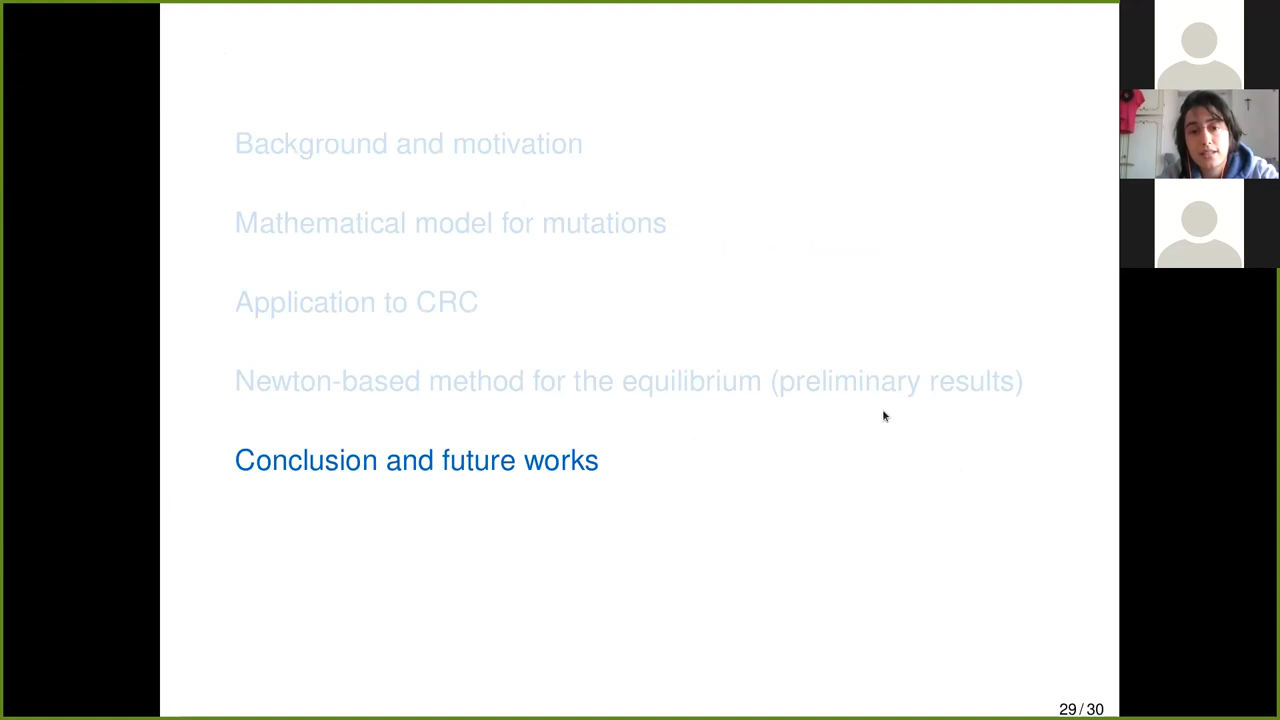 Background and motivation
Mathematical model for mutations
Application to CRC
Newton-based method for the equilibrium (preliminary results)
Conclusion and future works
29 / 30